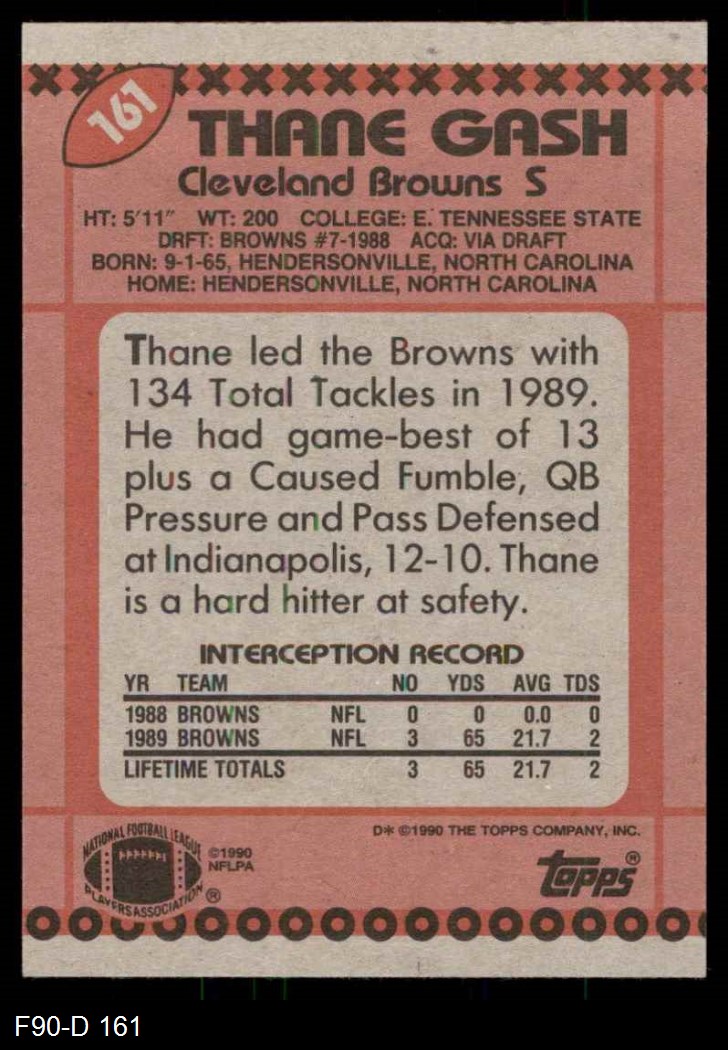 161
THANE GASH
Cleveland Browns S
HT: 5'11" WT: 200 COLLEGE: E. TENNESSEE STATE
DRFT: BROWNS #7-1988 ACQ: VIA DRAFT
BORN: 9-1-65, HENDERSONVILLE, NORTH CAROLINA
HOME: HENDERSONVILLE, NORTH CAROLINA
Thane led the Browns with
134 Total Tackles in 1989.
He had game-best of 13
plus a Caused Fumble, QB
Pressure and Pass Defensed
at Indianapolis, 12-10. Thane
is a hard hitter at safety.
INTERCEPTION RECORD
YR TEAM NO YDS AVG TDS
1988 BROWNS NFL 0 0 0.0 0
1989 BROWNS NFL 3 65 21.7 2
LIFETIME TOTALS 3 65 21.7 2
D* ©1990 THE TOPPS COMPANY, INC.
NATIONAL FOOTBALL LEAGUE
PLAYERS ASSOCIATION ®
©1990
NFLPA
topps®
F90-D 161